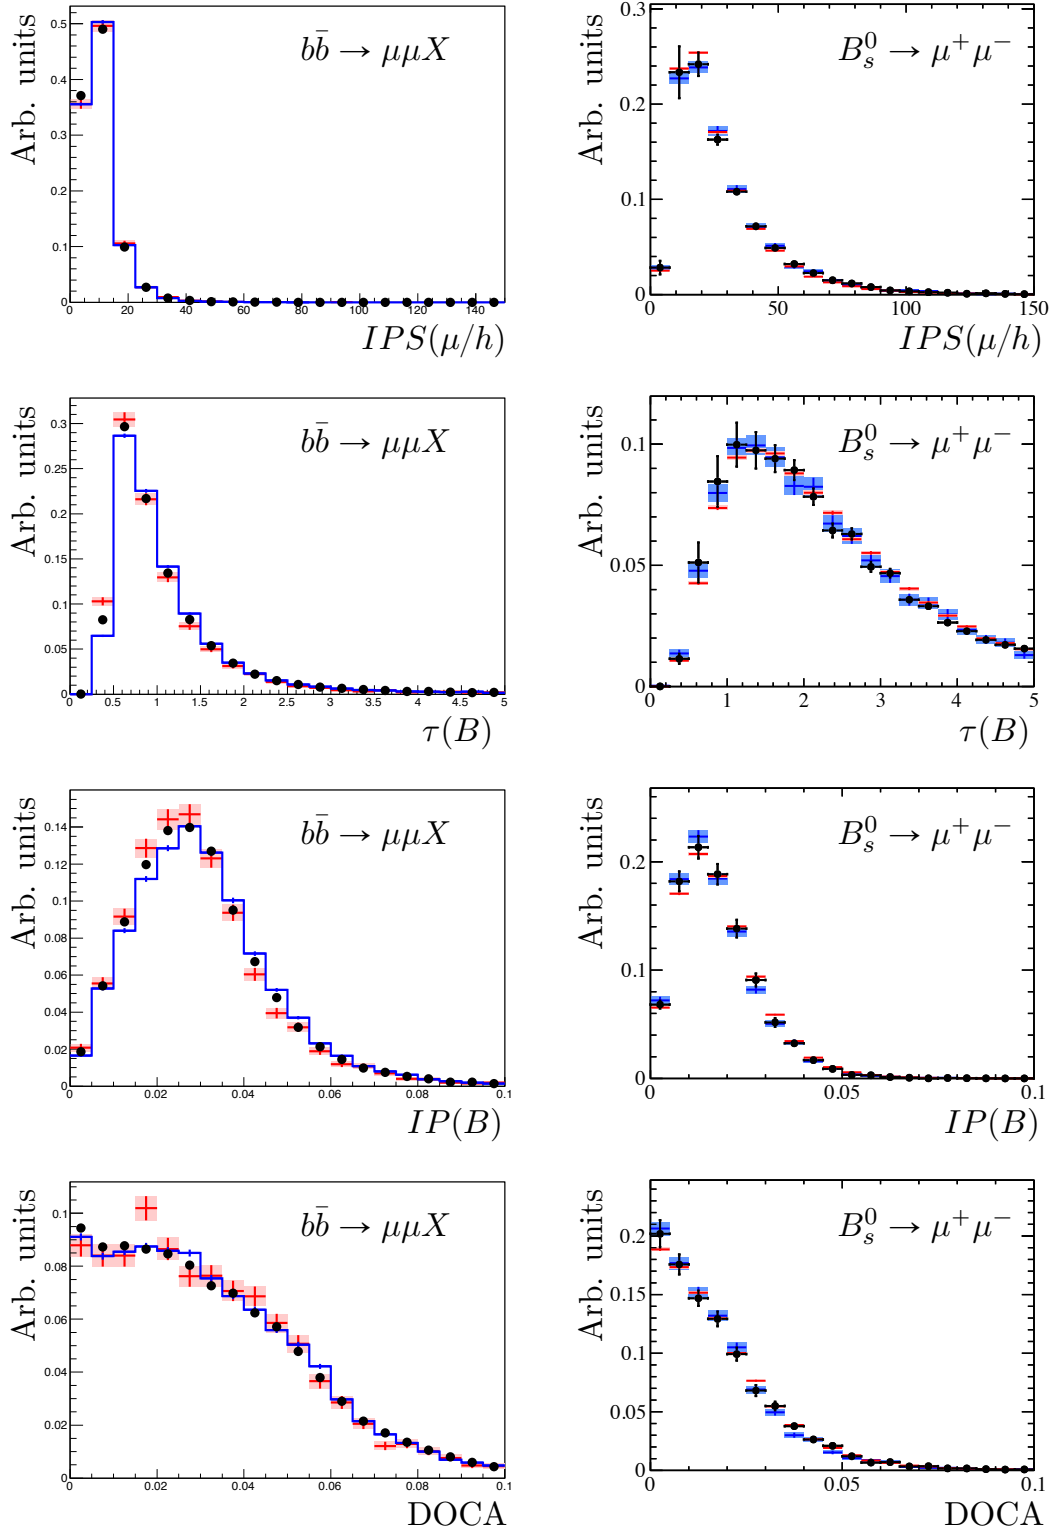 Arb. units
0.5
0.4
0.3
0.2
0.1
0
bb̄ → μμX
0 20 40 60 80 100 120 140
IPS(μ/h)
Arb. units
0.3
0.2
0.1
0
B⁰ₛ → μ⁺μ⁻
0 50 100 150
IPS(μ/h)
Arb. units
0.3
0.25
0.2
0.15
0.1
0.05
0
bb̄ → μμX
0 0.5 1 1.5 2 2.5 3 3.5 4 4.5 5
τ(B)
Arb. units
0.1
0.05
0
B⁰ₛ → μ⁺μ⁻
0 1 2 3 4 5
τ(B)
Arb. units
0.14
0.12
0.1
0.08
0.06
0.04
0.02
0
bb̄ → μμX
0 0.02 0.04 0.06 0.08 0.1
IP(B)
Arb. units
0.2
0.1
0
B⁰ₛ → μ⁺μ⁻
0 0.05 0.1
IP(B)
Arb. units
0.1
0.08
0.06
0.04
0.02
0
bb̄ → μμX
0 0.02 0.04 0.06 0.08 0.1
DOCA
Arb. units
0.2
0.15
0.1
0.05
0
B⁰ₛ → μ⁺μ⁻
0 0.05 0.1
DOCA